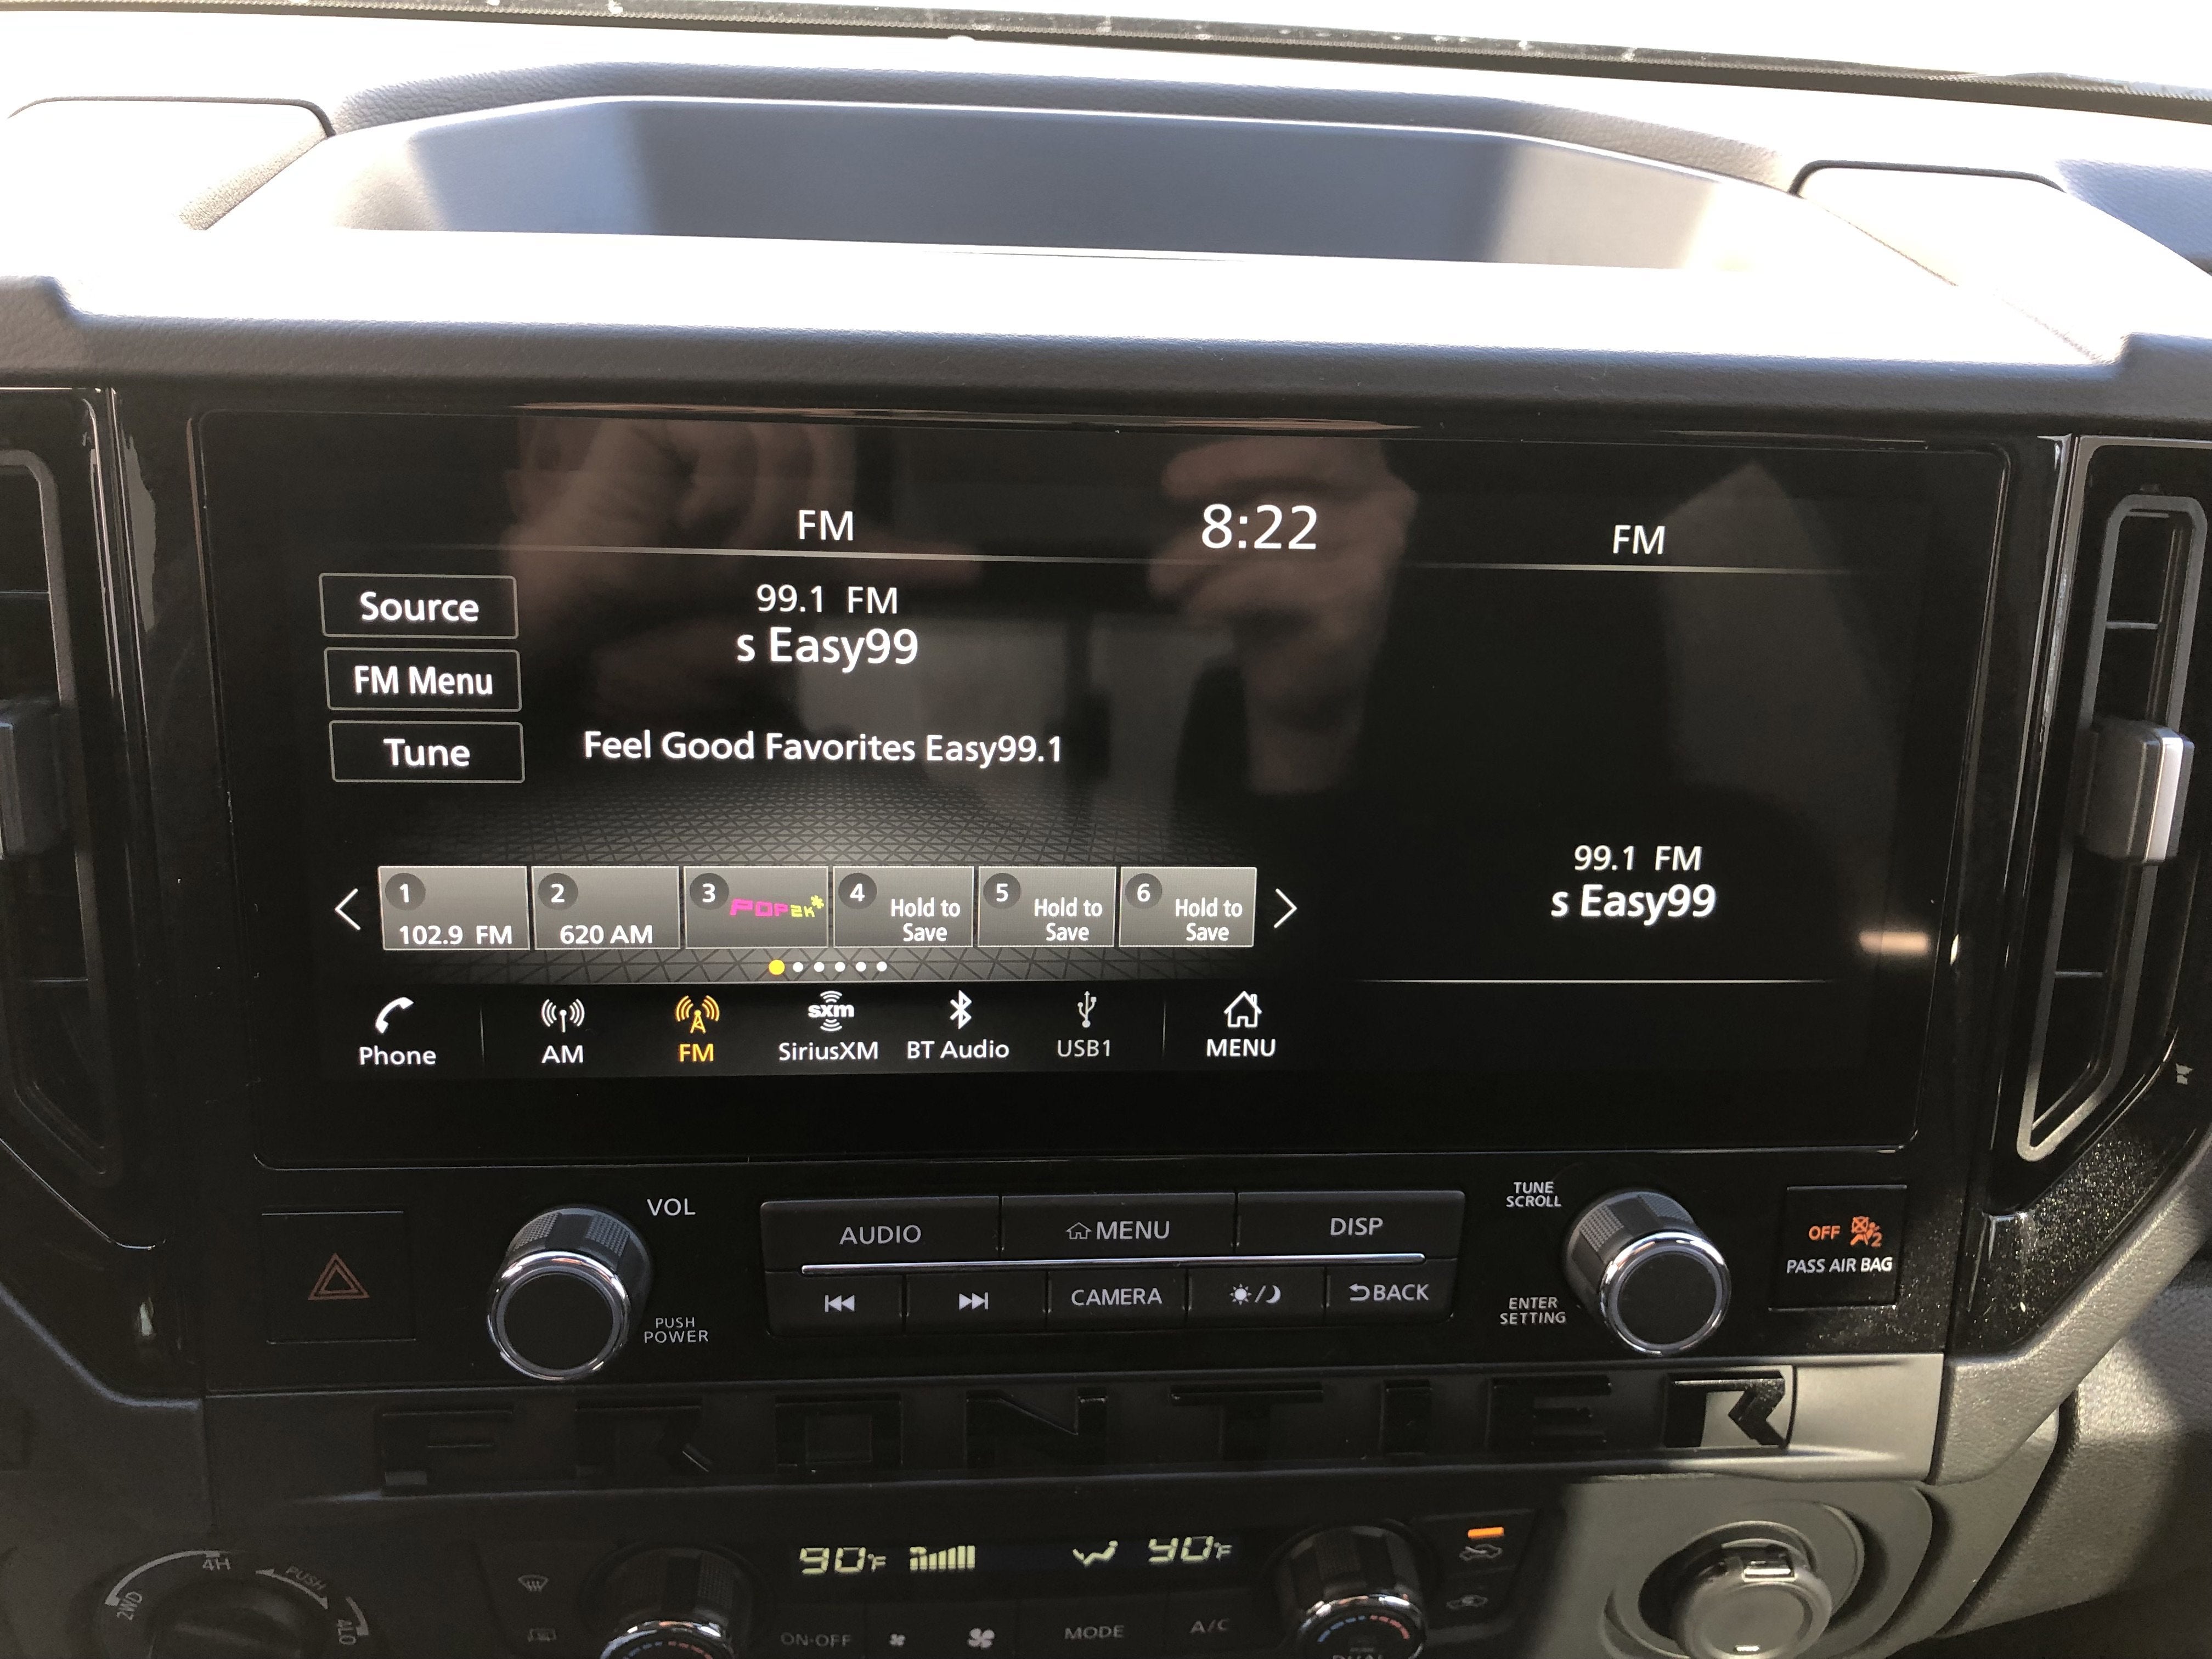 FM
8:22
FM
Source
99.1 FM
s Easy99
FM Menu
Tune
Feel Good Favorites Easy99.1
99.1 FM
s Easy99
1
102.9 FM
2
620 AM
3
POP2K
4
Hold to
Save
5
Hold to
Save
6
Hold to
Save
Phone
AM
FM
sxm
SiriusXM
BT Audio
USB1
MENU
VOL
PUSH
POWER
AUDIO
MENU
DISP
CAMERA
BACK
TUNE
SCROLL
ENTER
SETTING
OFF
2
PASS AIR BAG
FRONTIER
2WD
4H
PUSH
4LO
90°F
90°F
ON·OFF
MODE
A/C
DUAL